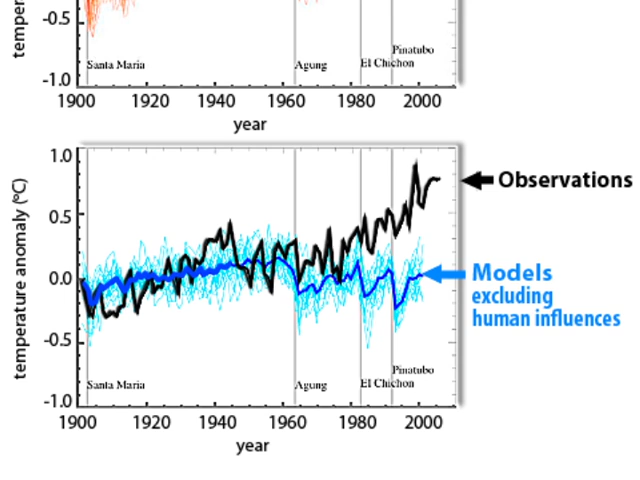 temper
-0.5
Santa Maria
Agung
El Chichon
Pinatubo
-1.0
1900
1920
1940
1960
1980
2000
year
temperature anomaly (ºC)
1.0
0.5
0.0
-0.5
-1.0
Observations
Models
excluding
human influences
Santa Maria
Agung
El Chichon
Pinatubo
1900
1920
1940
1960
1980
2000
year